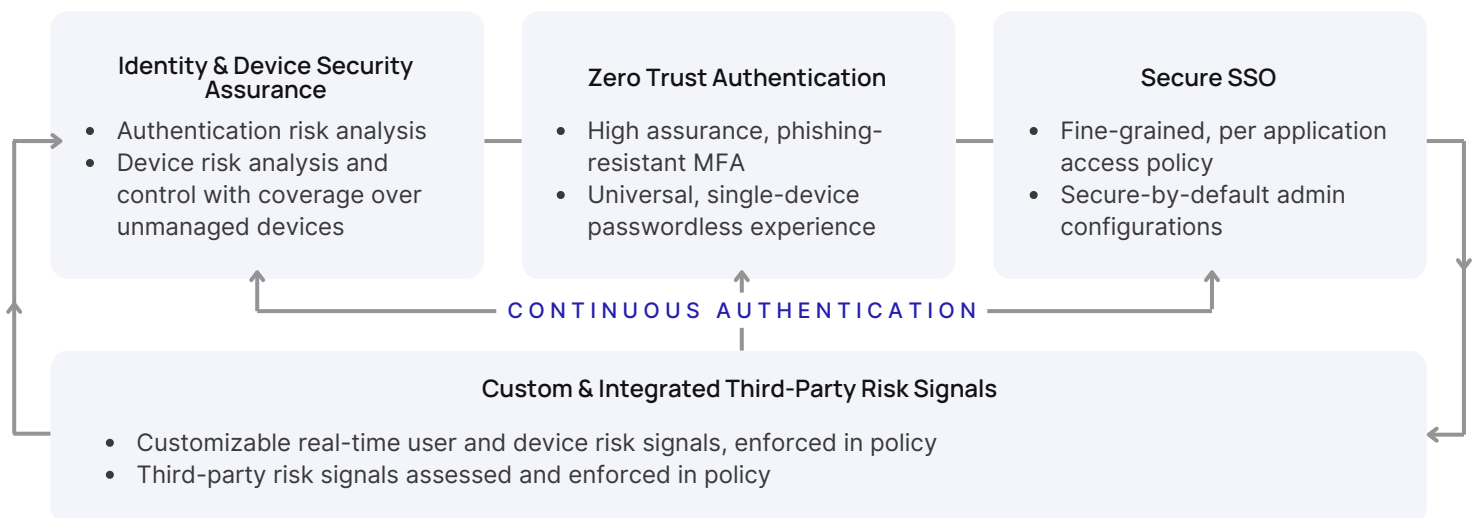 Identity & Device Security
Assurance
• Authentication risk analysis
• Device risk analysis and
control with coverage over
unmanaged devices
Zero Trust Authentication
• High assurance, phishing-
resistant MFA
• Universal, single-device
passwordless experience
Secure SSO
• Fine-grained, per application
access policy
• Secure-by-default admin
configurations
CONTINUOUS AUTHENTICATION
Custom & Integrated Third-Party Risk Signals
• Customizable real-time user and device risk signals, enforced in policy
• Third-party risk signals assessed and enforced in policy